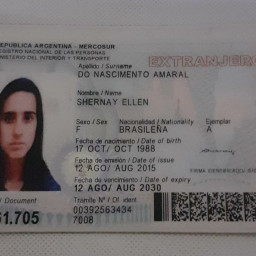 REPUBLICA ARGENTINA - MERCOSUR
REGISTRO NACIONAL DE LAS PERSONAS
MINISTERIO DEL INTERIOR Y TRANSPORTE
EXTRANJERO
Apellido / Surname
DO NASCIMENTO AMARAL
Nombre / Name
SHERNAY ELLEN
Sexo / Sex Nacionalidad / Nationality Ejemplar
F BRASILEÑA A
Fecha de nacimiento / Date of birth
17 OCT/ OCT 1988
Fecha de emisión / Date of issue
12 AGO/ AUG 2015
Fecha de vencimiento / Date of expiry
12 AGO/ AUG 2030
FIRMA IDENTIFICADO
/ Document
Trámite Nº / Of. ident
00392563434
7008
51.705